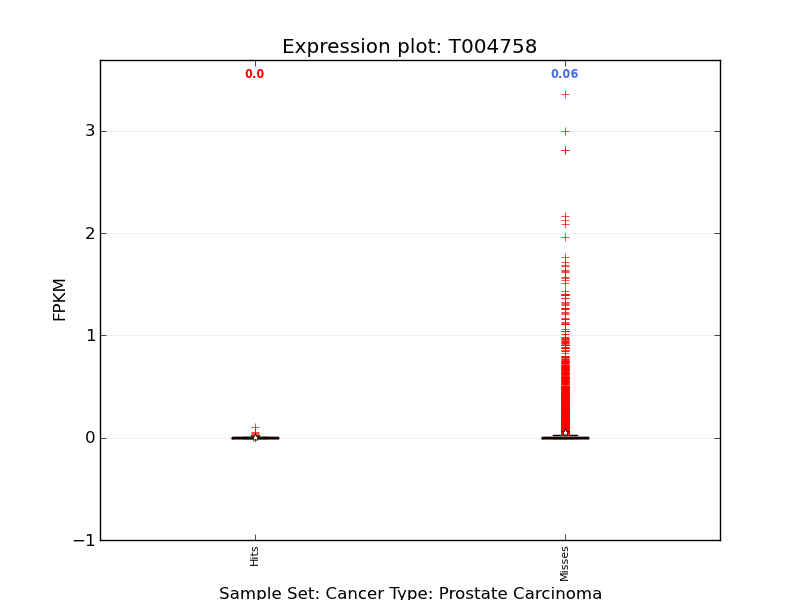 Expression plot: T004758
0.0
0.06
3
2
1
0
−1
FPKM
Hits
Misses
Sample Set: Cancer Type: Prostate Carcinoma